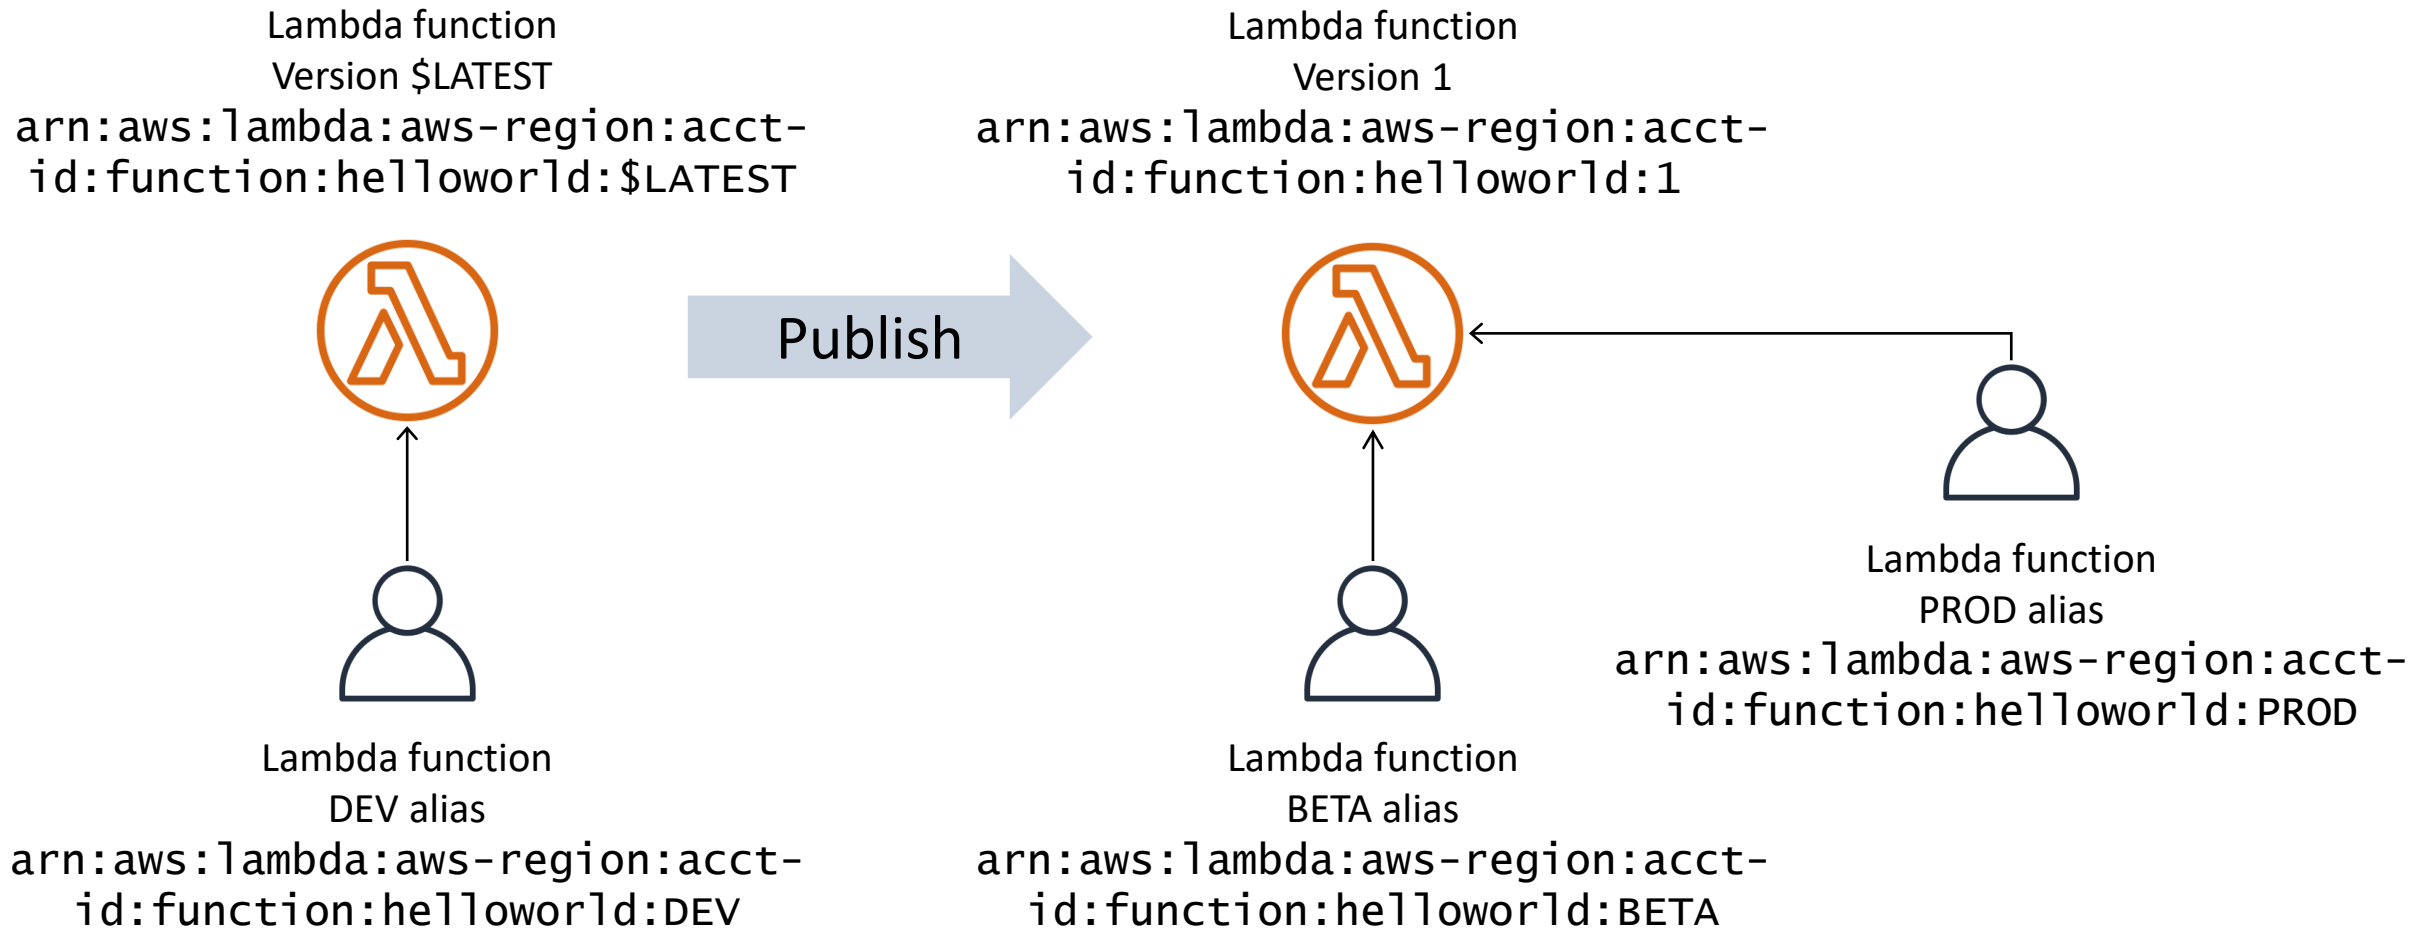 Lambda function
Version $LATEST
arn:aws:lambda:aws-region:acct-
id:function:helloworld:$LATEST
Lambda function
Version 1
arn:aws:lambda:aws-region:acct-
id:function:helloworld:1
Publish
Lambda function
DEV alias
arn:aws:lambda:aws-region:acct-
id:function:helloworld:DEV
Lambda function
BETA alias
arn:aws:lambda:aws-region:acct-
id:function:helloworld:BETA
Lambda function
PROD alias
arn:aws:lambda:aws-region:acct-
id:function:helloworld:PROD